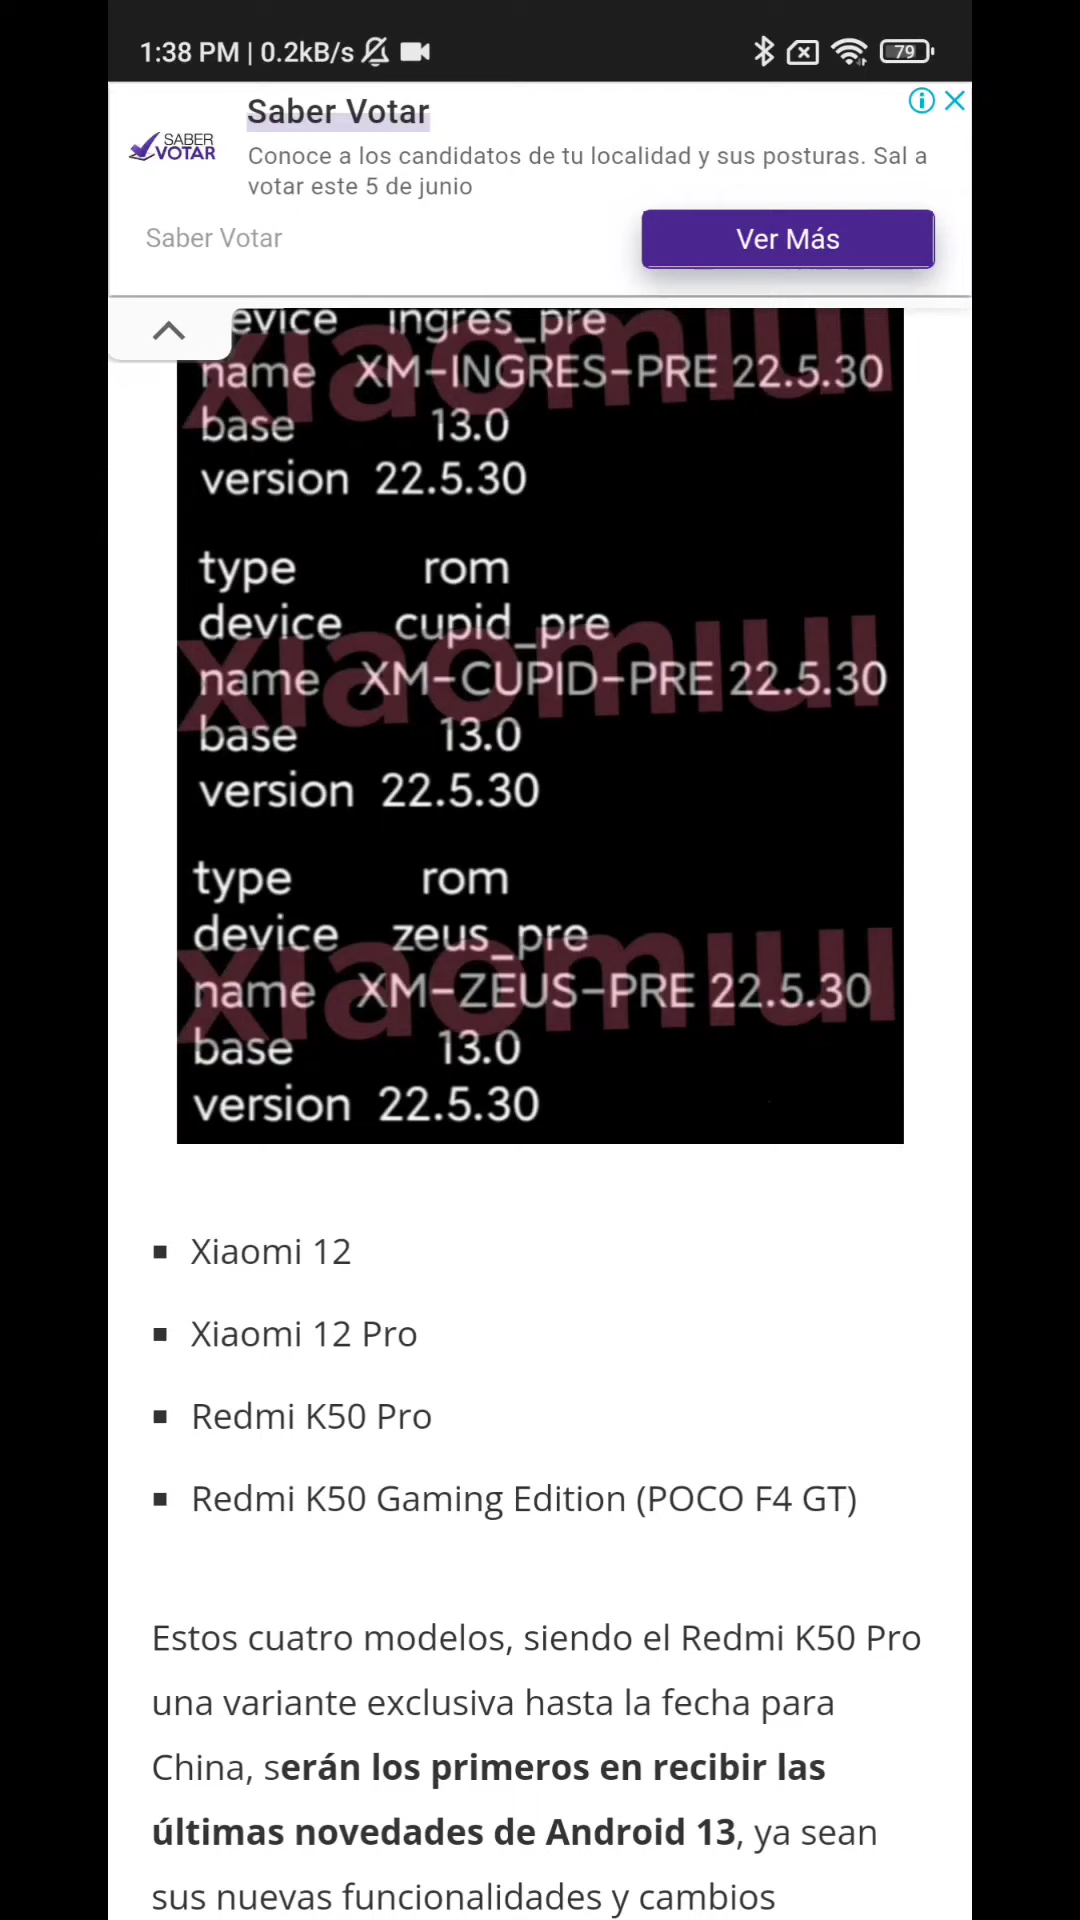 1:38 PM | 0.2kB/s
79
Saber Votar
SABER
VOTAR
Conoce a los candidatos de tu localidad y sus posturas. Sal a
votar este 5 de junio
Saber Votar
Ver Más
evice ingres_pre
name XM-INGRES-PRE 22.5.30
base 13.0
version 22.5.30
xiaomiui
type rom
device cupid_pre
name XM-CUPID-PRE 22.5.30
base 13.0
version 22.5.30
xiaomiui
type rom
device zeus_pre
name XM-ZEUS-PRE 22.5.30
base 13.0
version 22.5.30
xiaomiui
▪ Xiaomi 12
▪ Xiaomi 12 Pro
▪ Redmi K50 Pro
▪ Redmi K50 Gaming Edition (POCO F4 GT)
Estos cuatro modelos, siendo el Redmi K50 Pro
una variante exclusiva hasta la fecha para
China, serán los primeros en recibir las
últimas novedades de Android 13, ya sean
sus nuevas funcionalidades y cambios